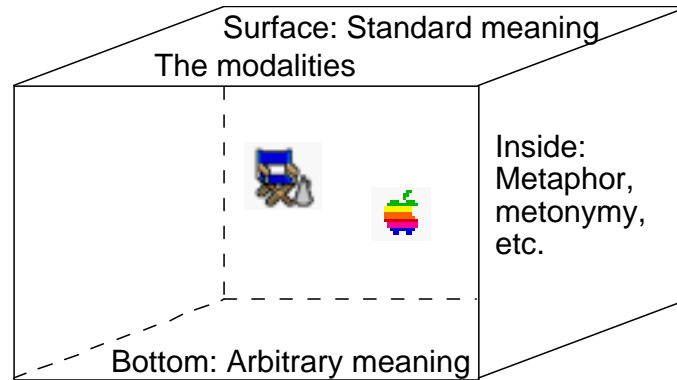 Surface: Standard meaning
The modalities
Inside:
Metaphor,
metonymy,
etc.
Bottom: Arbitrary meaning